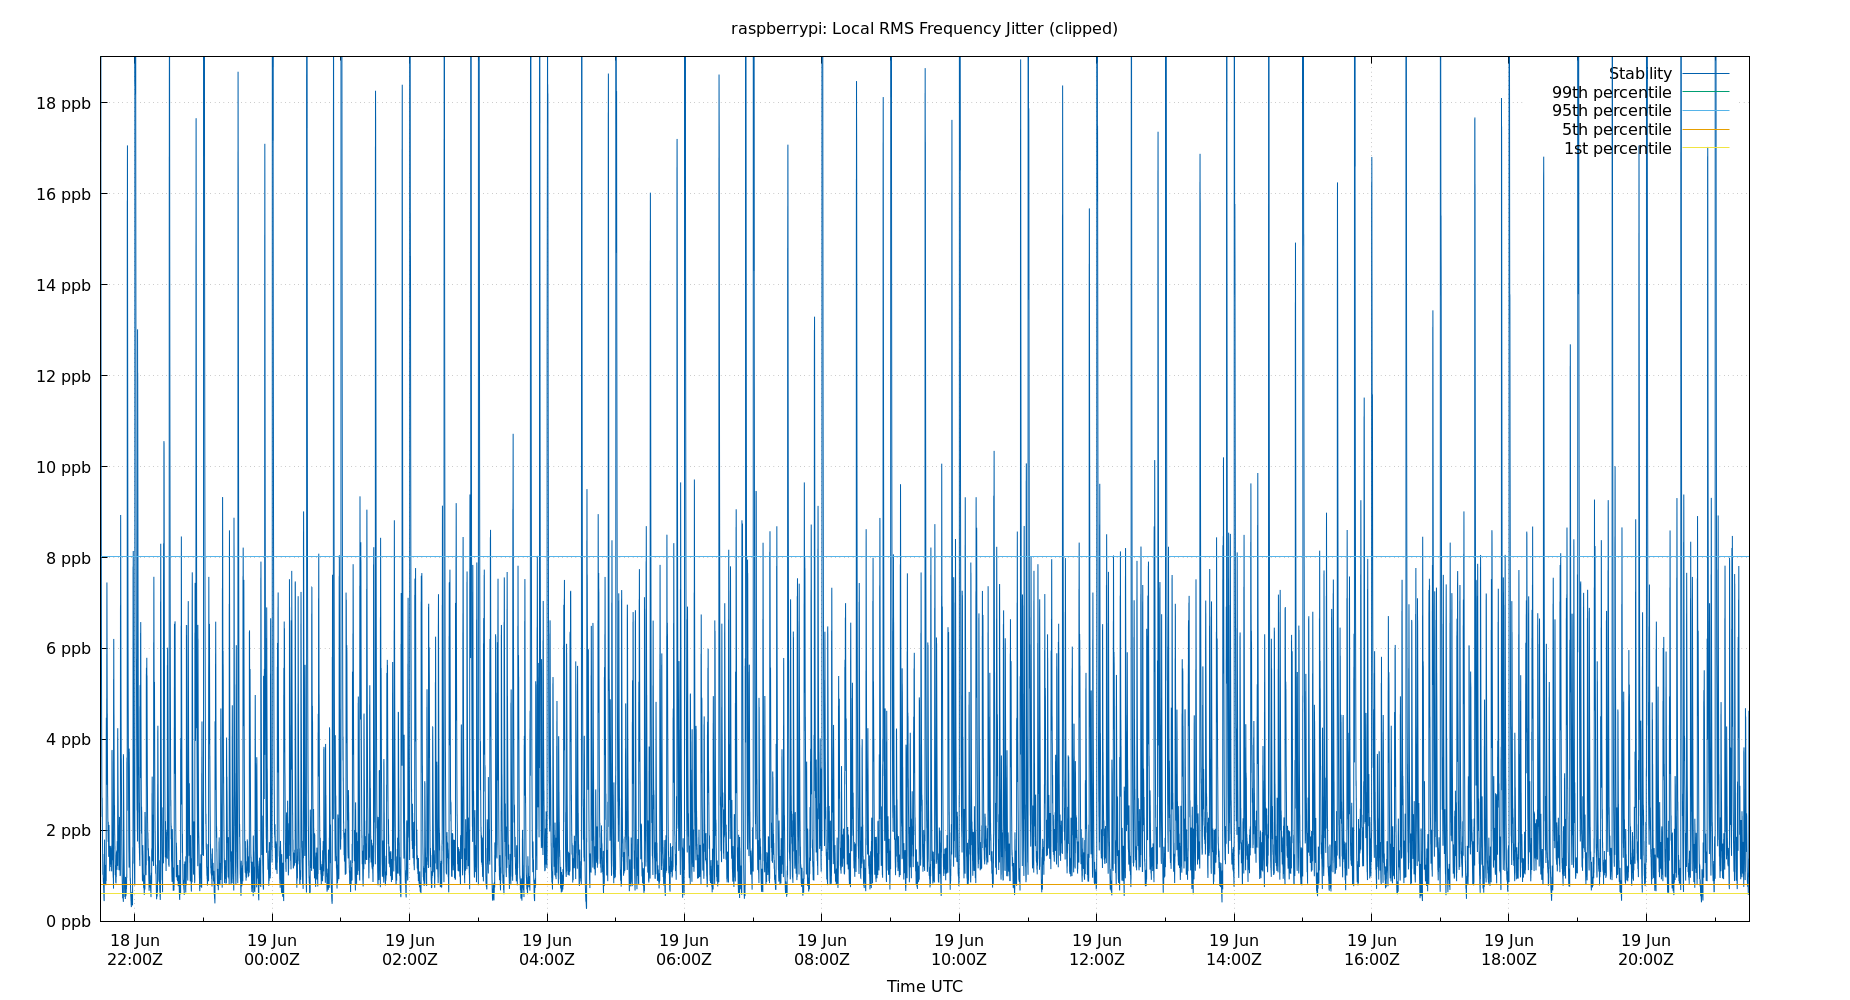 raspberrypi: Local RMS Frequency Jitter (clipped)
Stability
99th percentile
95th percentile
5th percentile
1st percentile
18 ppb
16 ppb
14 ppb
12 ppb
10 ppb
8 ppb
6 ppb
4 ppb
2 ppb
0 ppb
18 Jun 19 Jun 19 Jun 19 Jun 19 Jun 19 Jun 19 Jun 19 Jun 19 Jun 19 Jun 19 Jun 19 Jun
22:00Z 00:00Z 02:00Z 04:00Z 06:00Z 08:00Z 10:00Z 12:00Z 14:00Z 16:00Z 18:00Z 20:00Z
Time UTC